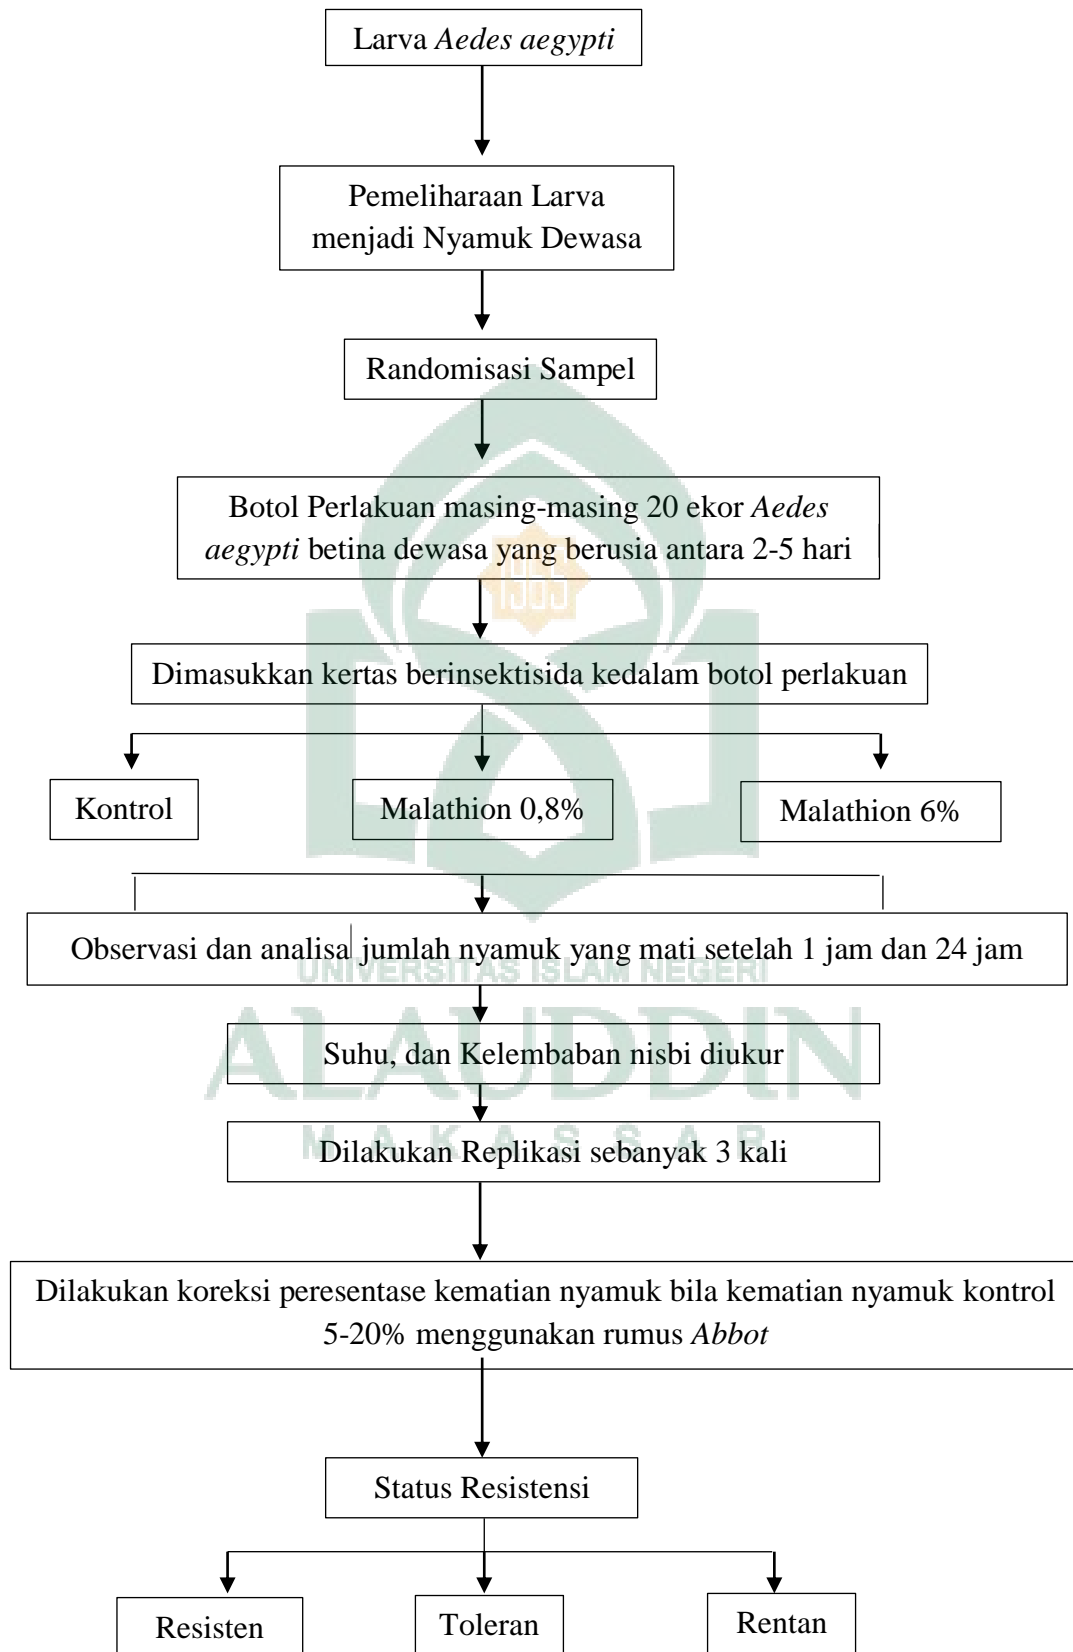 Larva Aedes aegypti
Pemeliharaan Larva
menjadi Nyamuk Dewasa
Randomisasi Sampel
Botol Perlakuan masing-masing 20 ekor Aedes
aegypti betina dewasa yang berusia antara 2-5 hari
1965
Dimasukkan kertas berinsektisida kedalam botol perlakuan
Kontrol
Malathion 0,8%
Malathion 6%
Observasi dan analisa jumlah nyamuk yang mati setelah 1 jam dan 24 jam
UNIVERSITAS ISLAM NEGERI
ALAUDDIN
Suhu, dan Kelembaban nisbi diukur
MAKASSAR
Dilakukan Replikasi sebanyak 3 kali
Dilakukan koreksi peresentase kematian nyamuk bila kematian nyamuk kontrol
5-20% menggunakan rumus Abbot
Status Resistensi
Resisten
Toleran
Rentan